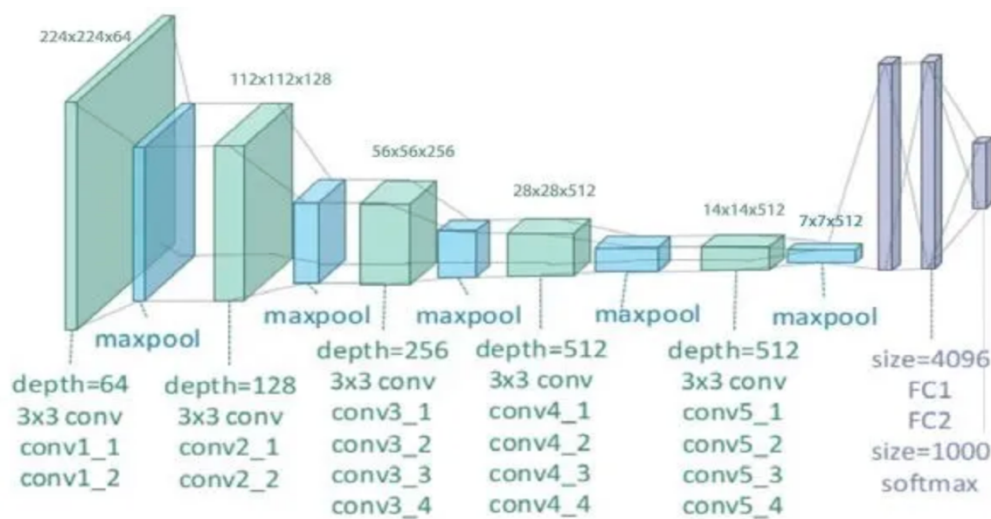 224x224x64
112x112x128
56x56x256
28x28x512
14x14x512
7x7x512
maxpool
maxpool
maxpool
maxpool
maxpool
depth=64
3x3 conv
conv1_1
conv1_2
depth=128
3x3 conv
conv2_1
conv2_2
depth=256
3x3 conv
conv3_1
conv3_2
conv3_3
conv3_4
depth=512
3x3 conv
conv4_1
conv4_2
conv4_3
conv4_4
depth=512
3x3 conv
conv5_1
conv5_2
conv5_3
conv5_4
size=4096
FC1
FC2
size=1000
softmax